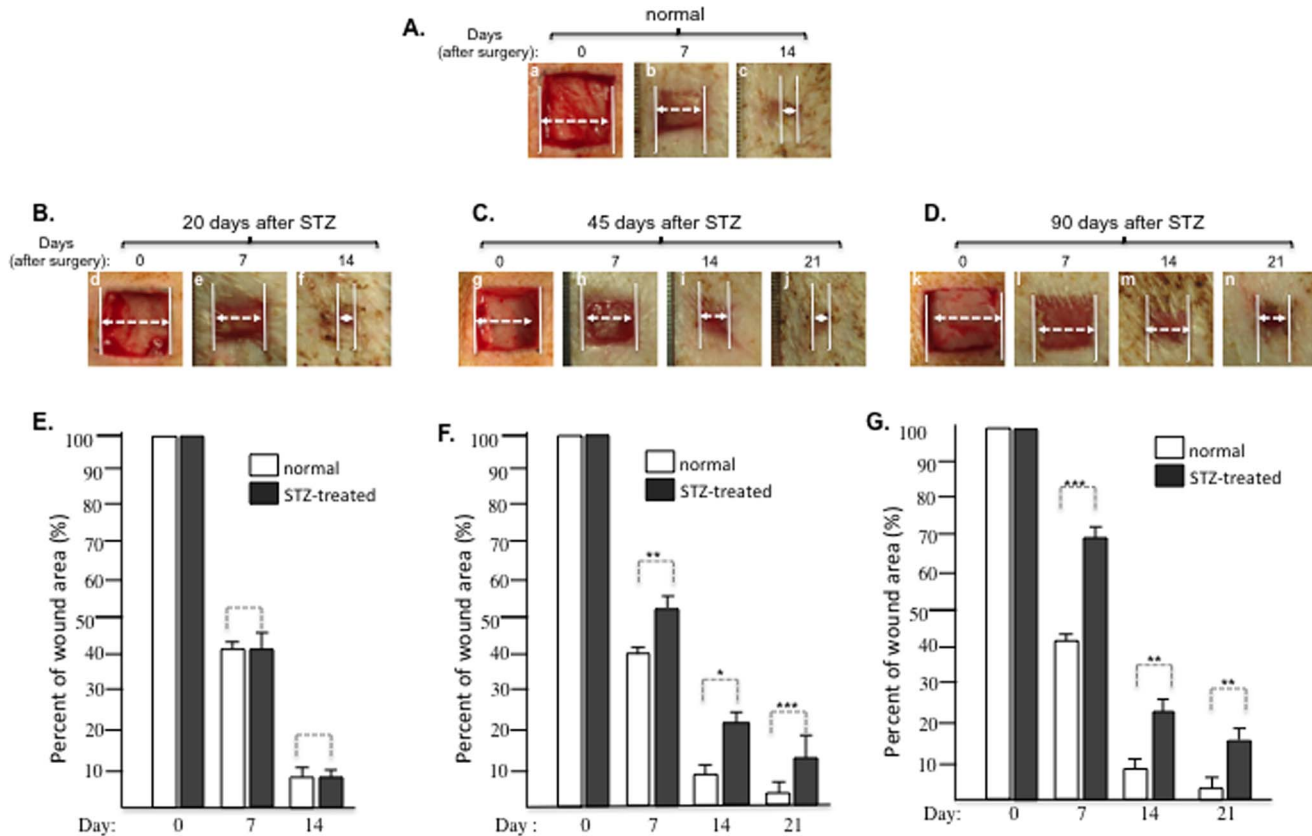 A.
normal
Days
(after surgery):
0 7 14
a b c
B.
20 days after STZ
Days
(after surgery):
0 7 14
d e f
C.
45 days after STZ
0 7 14 21
g h i j
D.
90 days after STZ
0 7 14 21
k l m n
E.
Percent of wound area (%)
100
90
80
70
60
50
40
30
20
10
normal
STZ-treated
Day: 0 7 14
F.
Percent of wound area (%)
100
90
80
70
60
50
40
30
20
10
normal
STZ-treated
**
*
***
Day : 0 7 14 21
G.
Percent of wound area (%)
100
90
80
70
60
50
40
30
20
10
normal
STZ-treated
***
**
**
Day: 0 7 14 21